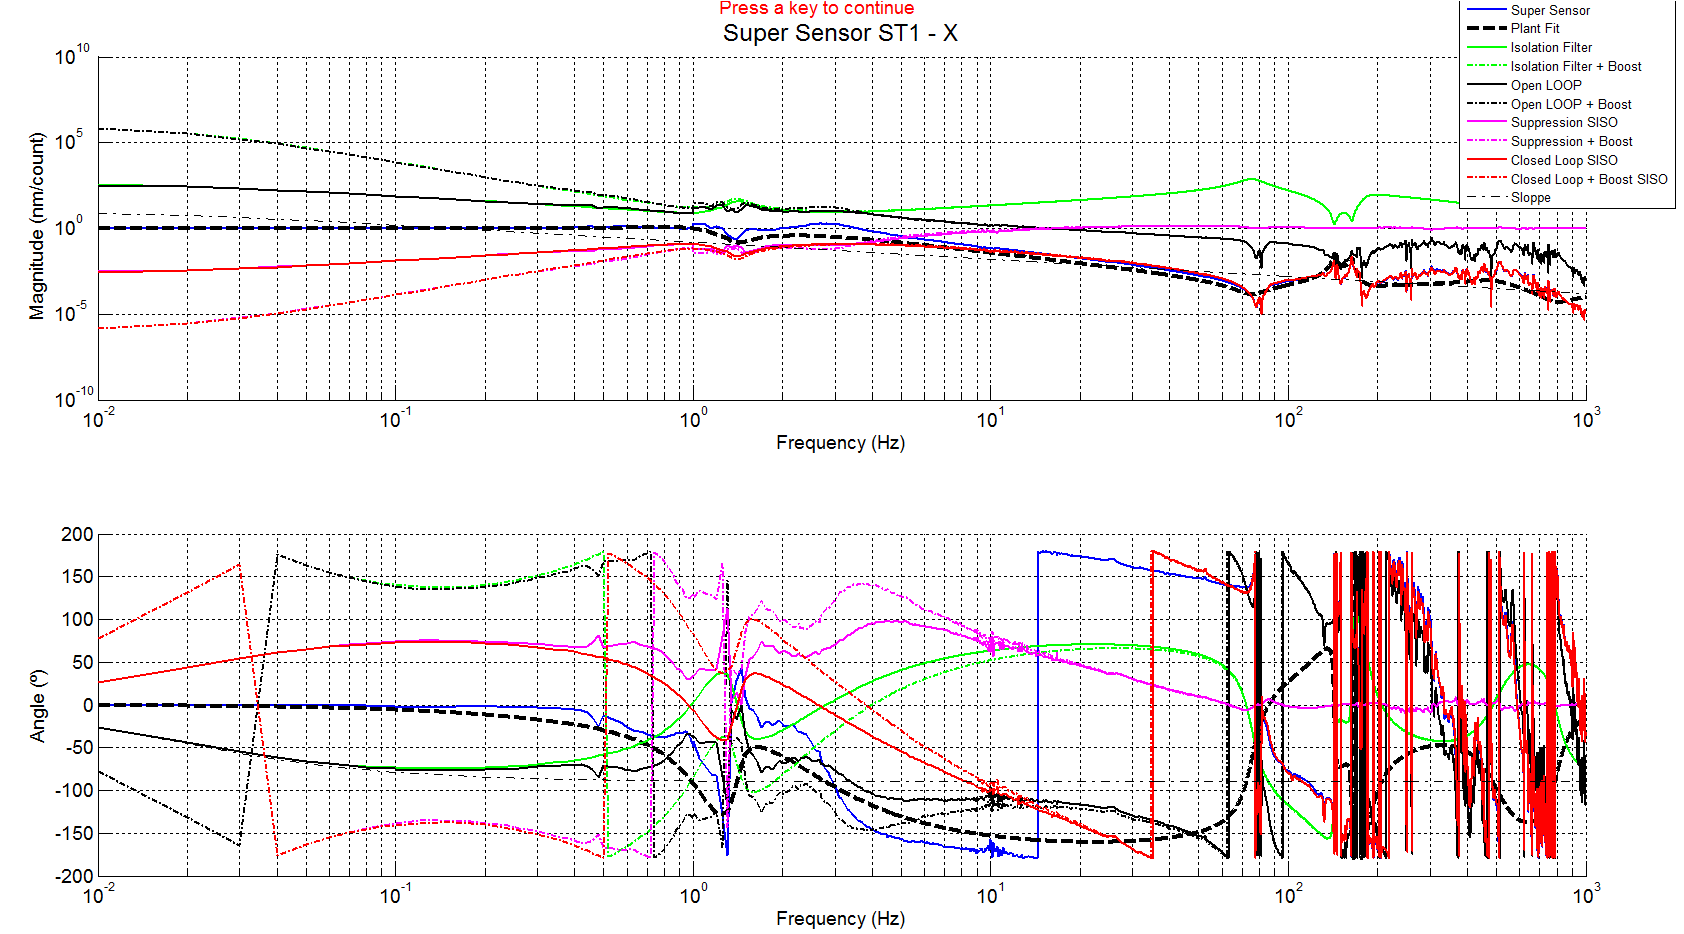 Press a key to continue
Super Sensor ST1 - X
Super Sensor
Plant Fit
Isolation Filter
Isolation Filter + Boost
Open LOOP
Open LOOP + Boost
Suppression SISO
Suppression + Boost
Closed Loop SISO
Closed Loop + Boost SISO
Sloppe
Magnitude (nm/count)
10^10
10^5
10^0
10^-5
10^-10
10^-2
10^-1
10^0
10^1
10^2
10^3
Frequency (Hz)
Angle (º)
200
150
100
50
0
-50
-100
-150
-200
10^-2
10^-1
10^0
10^1
10^2
10^3
Frequency (Hz)